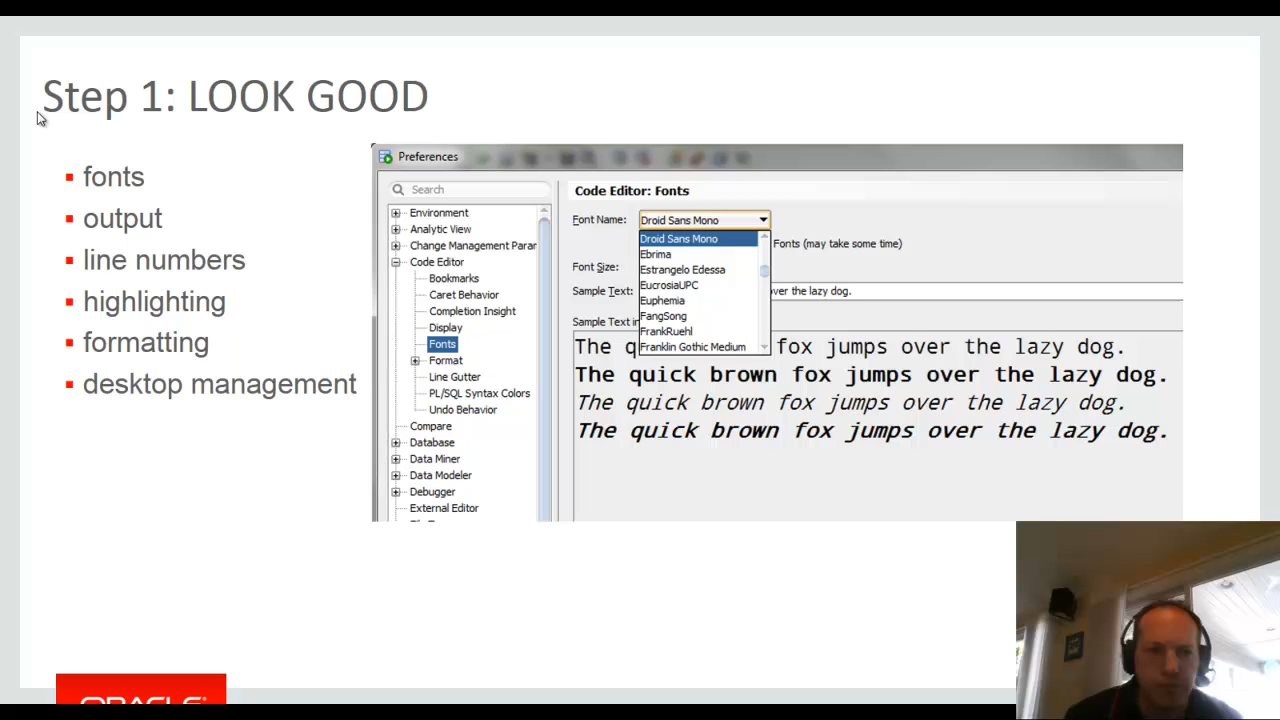 Step 1: LOOK GOOD
fonts
output
line numbers
highlighting
formatting
desktop management
Preferences
Search
Environment
Analytic View
Change Management Parar
Code Editor
Bookmarks
Caret Behavior
Completion Insight
Display
Fonts
Format
Line Gutter
PL/SQL Syntax Colors
Undo Behavior
Compare
Database
Data Miner
Data Modeler
Debugger
External Editor
Code Editor: Fonts
Font Name: Droid Sans Mono
Droid Sans Mono
Ebrima
Estrangelo Edessa
EucrosiaUPC
Euphemia
FangSong
FrankRuehl
Franklin Gothic Medium
Fonts (may take some time)
Font Size:
Sample Text: over the lazy dog.
Sample Text in
The q fox jumps over the lazy dog.
The quick brown fox jumps over the lazy dog.
The quick brown fox jumps over the lazy dog.
The quick brown fox jumps over the lazy dog.
ORACLE